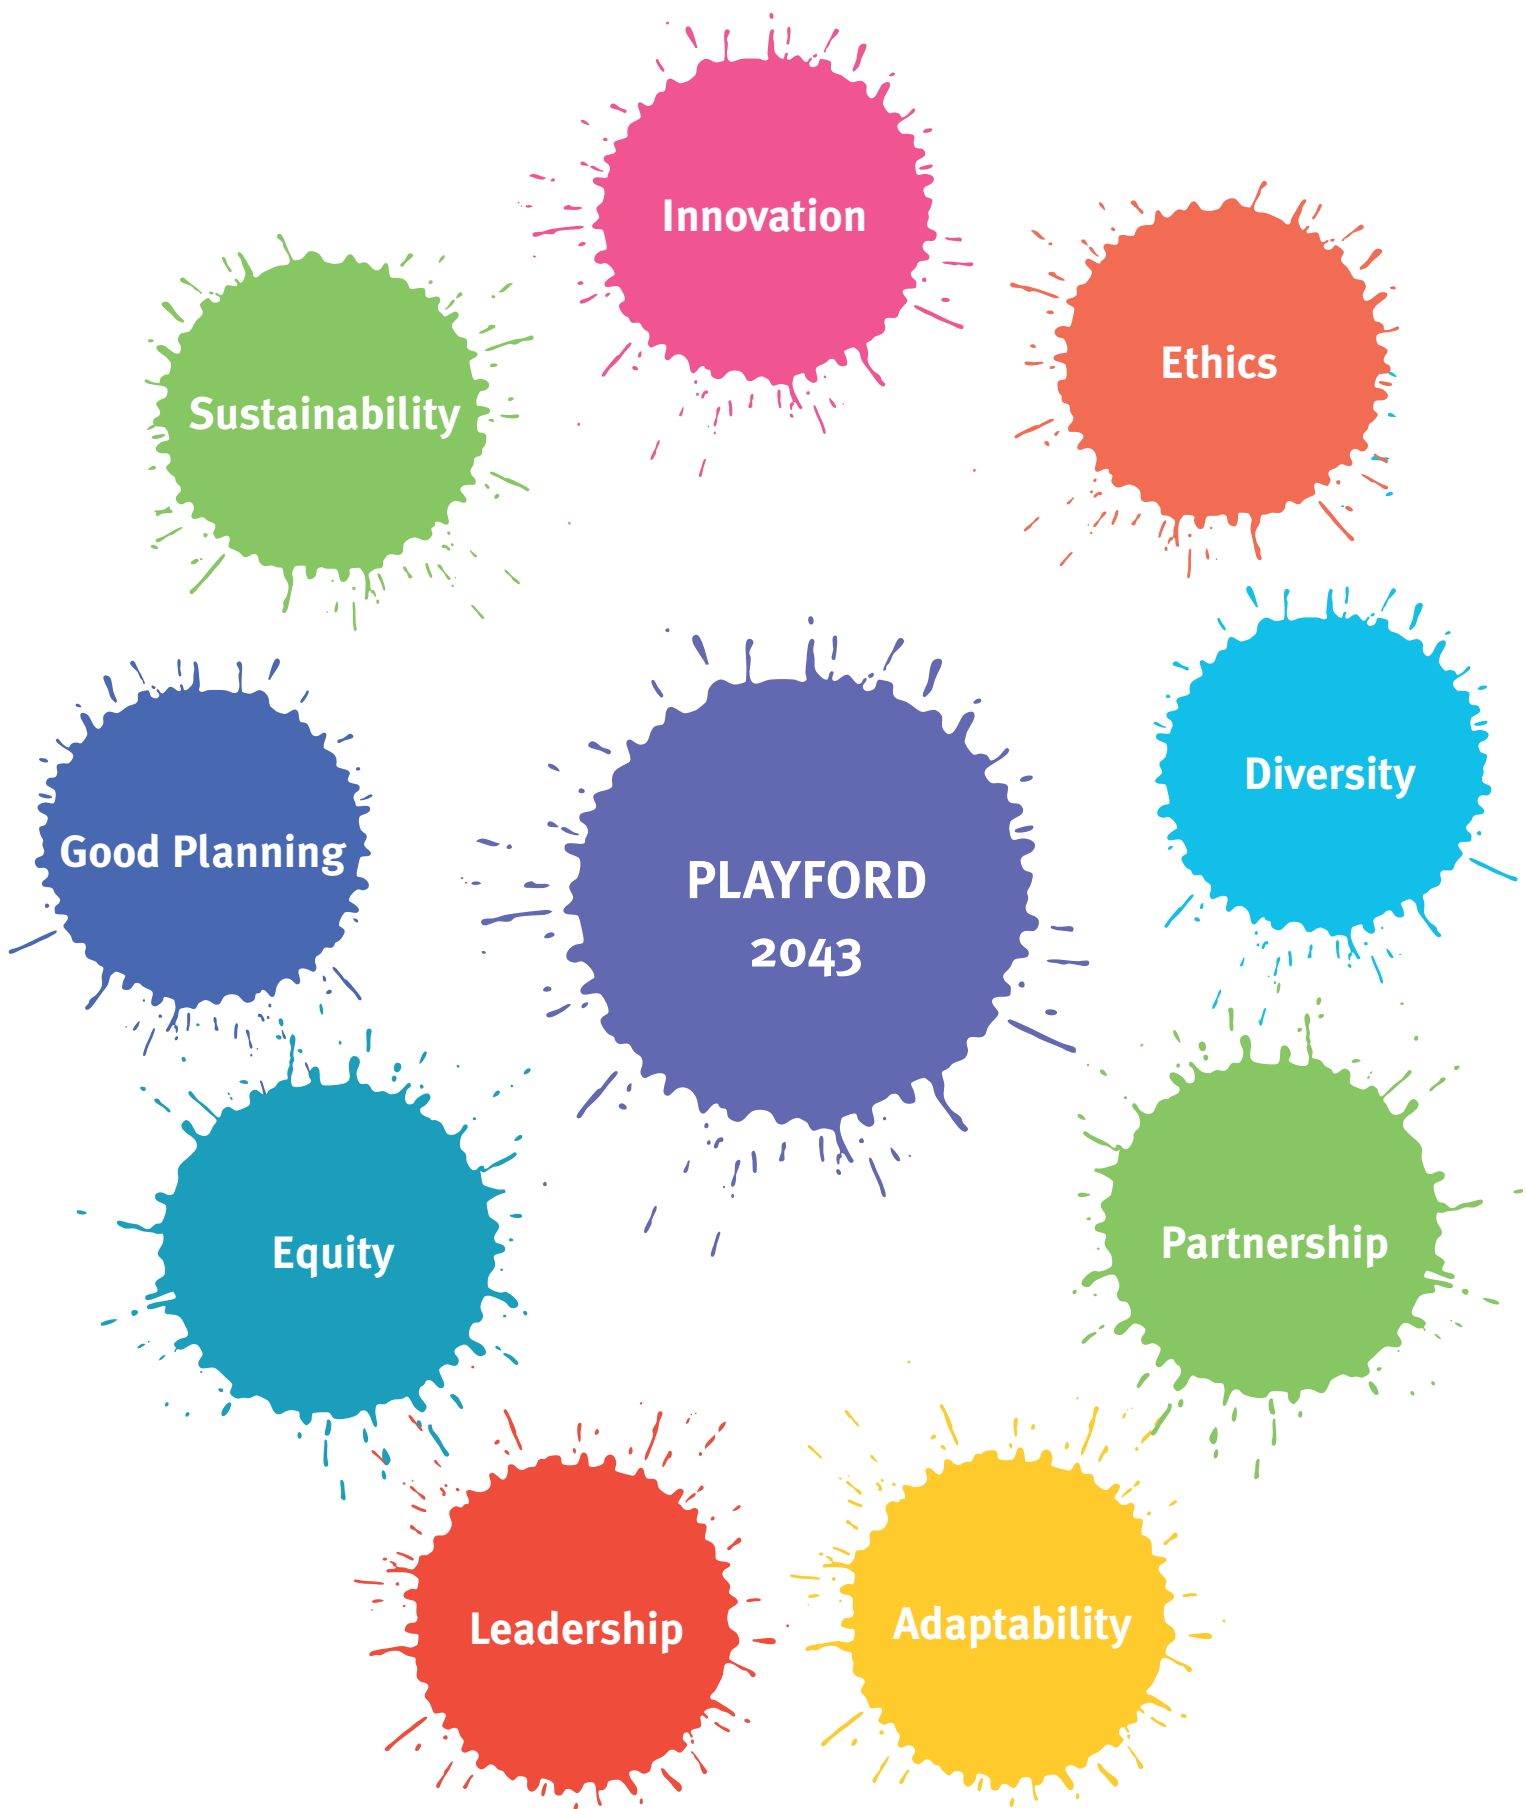 Innovation
Ethics
Sustainability
Diversity
Good Planning
PLAYFORD
2043
Partnership
Equity
Adaptability
Leadership